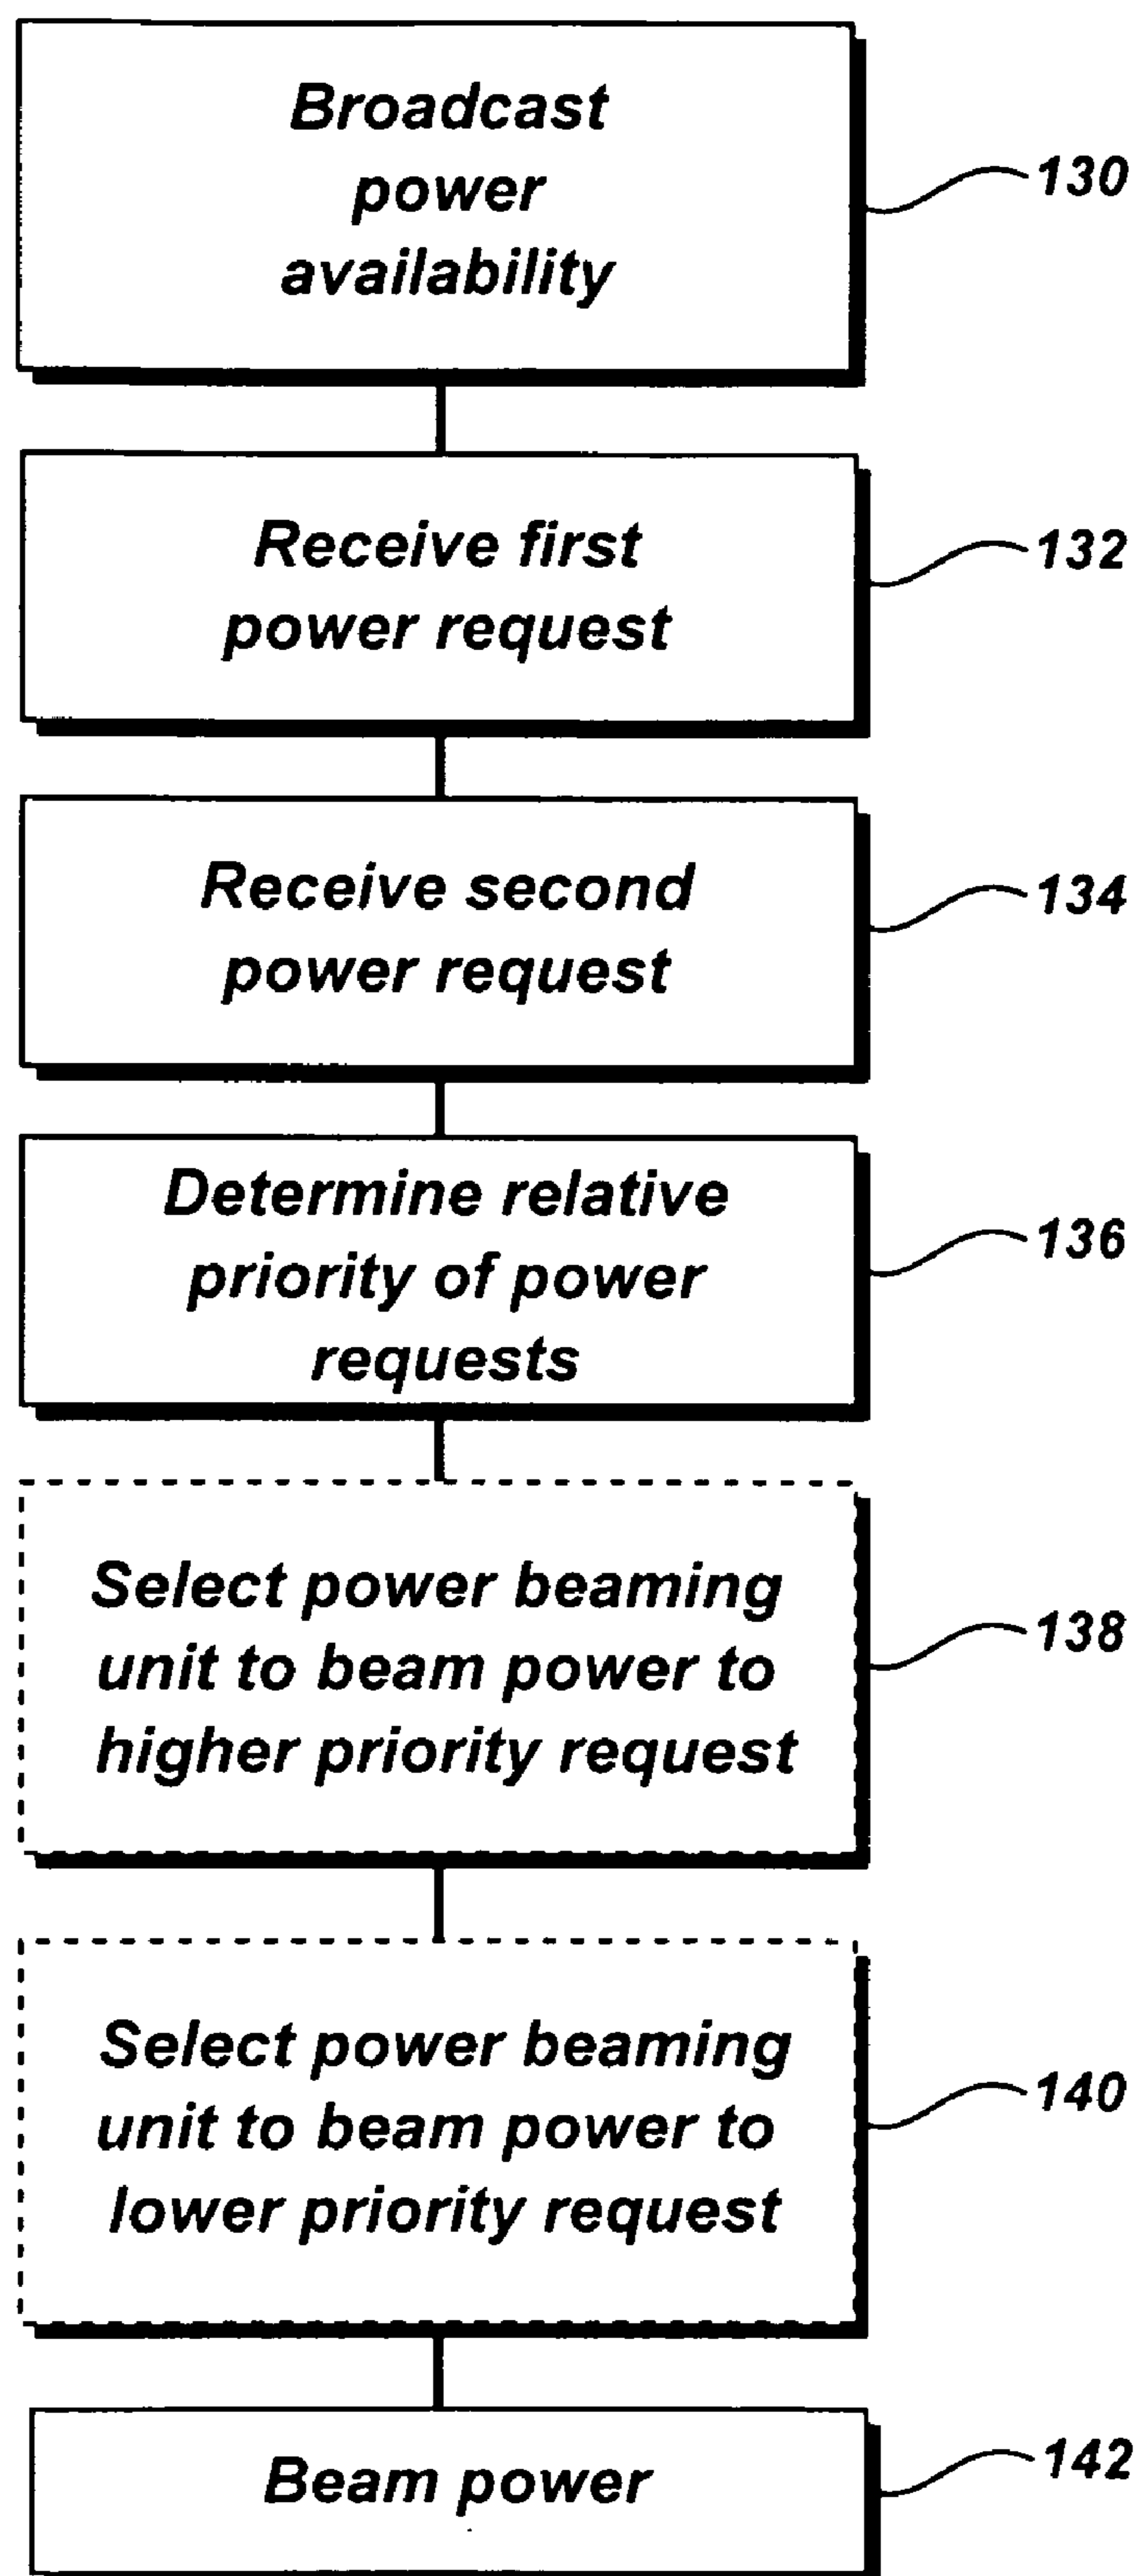 Broadcast
power
availability
130
Receive first
power request
132
Receive second
power request
134
Determine relative
priority of power
requests
136
Select power beaming
unit to beam power to
higher priority request
138
Select power beaming
unit to beam power to
lower priority request
140
Beam power
142